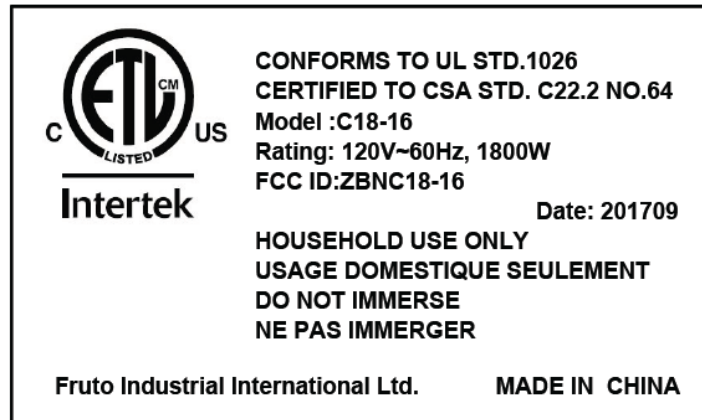 CONFORMS TO UL STD.1026
CERTIFIED TO CSA STD. C22.2 NO.64
Model :C18-16
Rating: 120V~60Hz, 1800W
FCC ID:ZBNC18-16
Date: 201709
HOUSEHOLD USE ONLY
USAGE DOMESTIQUE SEULEMENT
DO NOT IMMERSE
NE PAS IMMERGER
ETL CM
C US
LISTED
Intertek
Fruto Industrial International Ltd. MADE IN CHINA